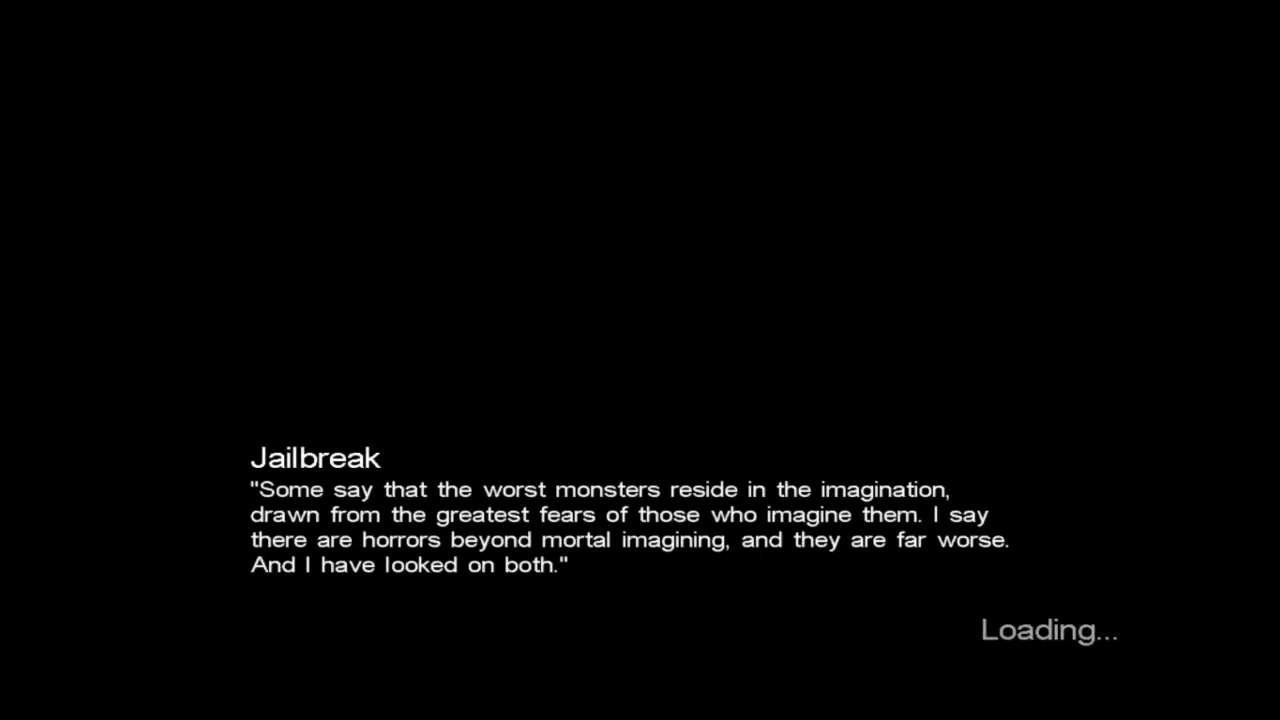 Jailbreak
"Some say that the worst monsters reside in the imagination,
drawn from the greatest fears of those who imagine them. I say
there are horrors beyond mortal imagining, and they are far worse.
And I have looked on both."
Loading...